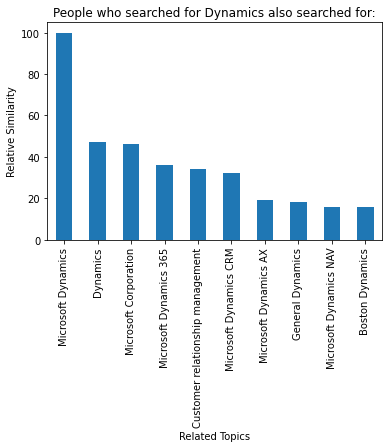 People who searched for Dynamics also searched for:
Relative Similarity
100
80
60
40
20
0
Microsoft Dynamics
Dynamics
Microsoft Corporation
Microsoft Dynamics 365
Customer relationship management
Microsoft Dynamics CRM
Microsoft Dynamics AX
General Dynamics
Microsoft Dynamics NAV
Boston Dynamics
Related Topics